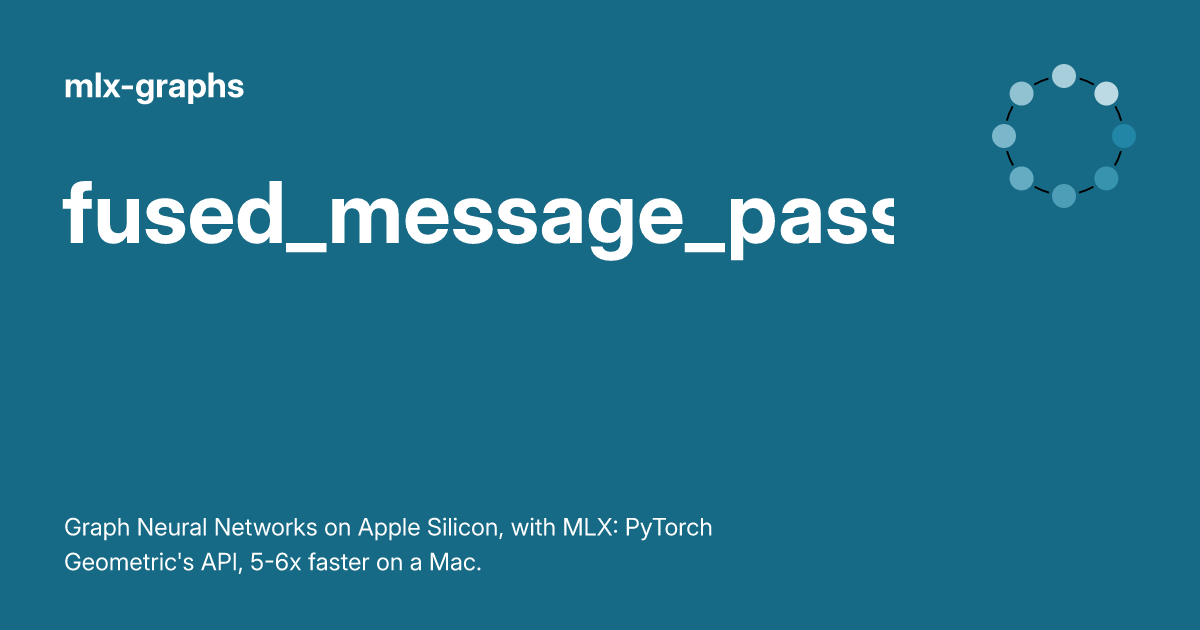 mlx-graphs
fused_message_pass
Graph Neural Networks on Apple Silicon, with MLX: PyTorch
Geometric's API, 5-6x faster on a Mac.